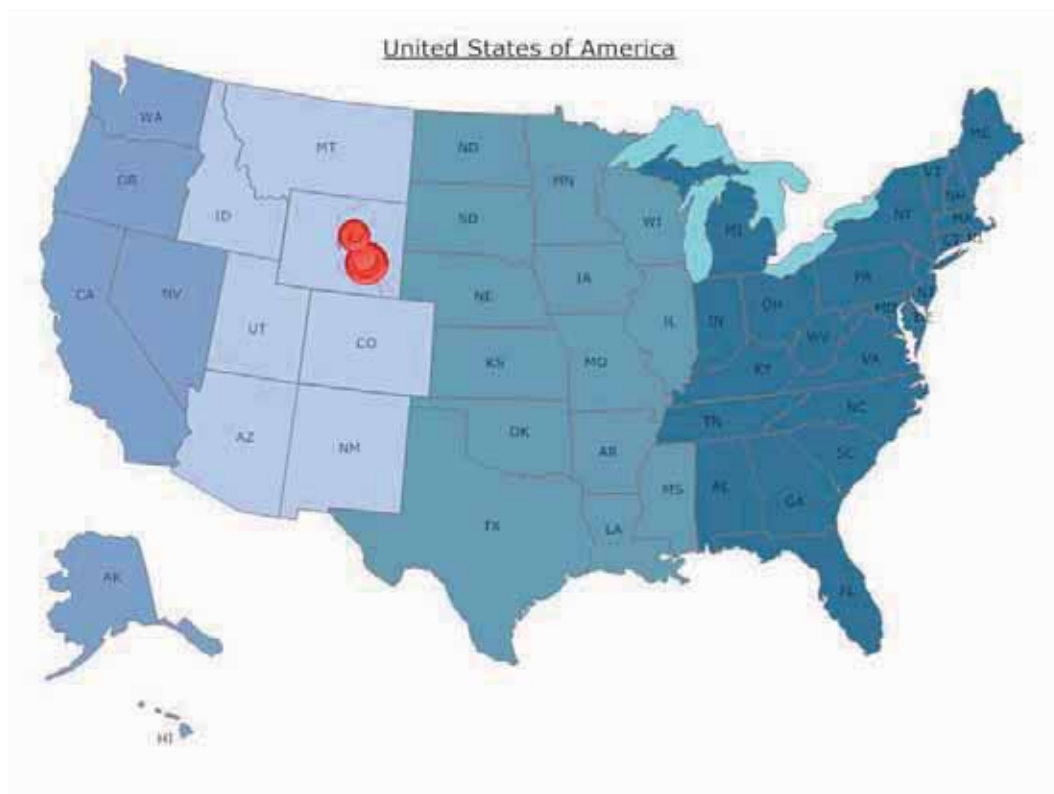 United States of America
WA
MT
ND
MN
ME
VT
NH
OR
ID
SD
WI
MI
NY
MA
CT RI
CA
NV
UT
CO
NE
IA
IL
IN
OH
PA
NJ
MD
DE
WV
VA
KS
MO
KY
AZ
NM
OK
AR
TN
NC
SC
TX
LA
MS
AL
GA
FL
AK
HI